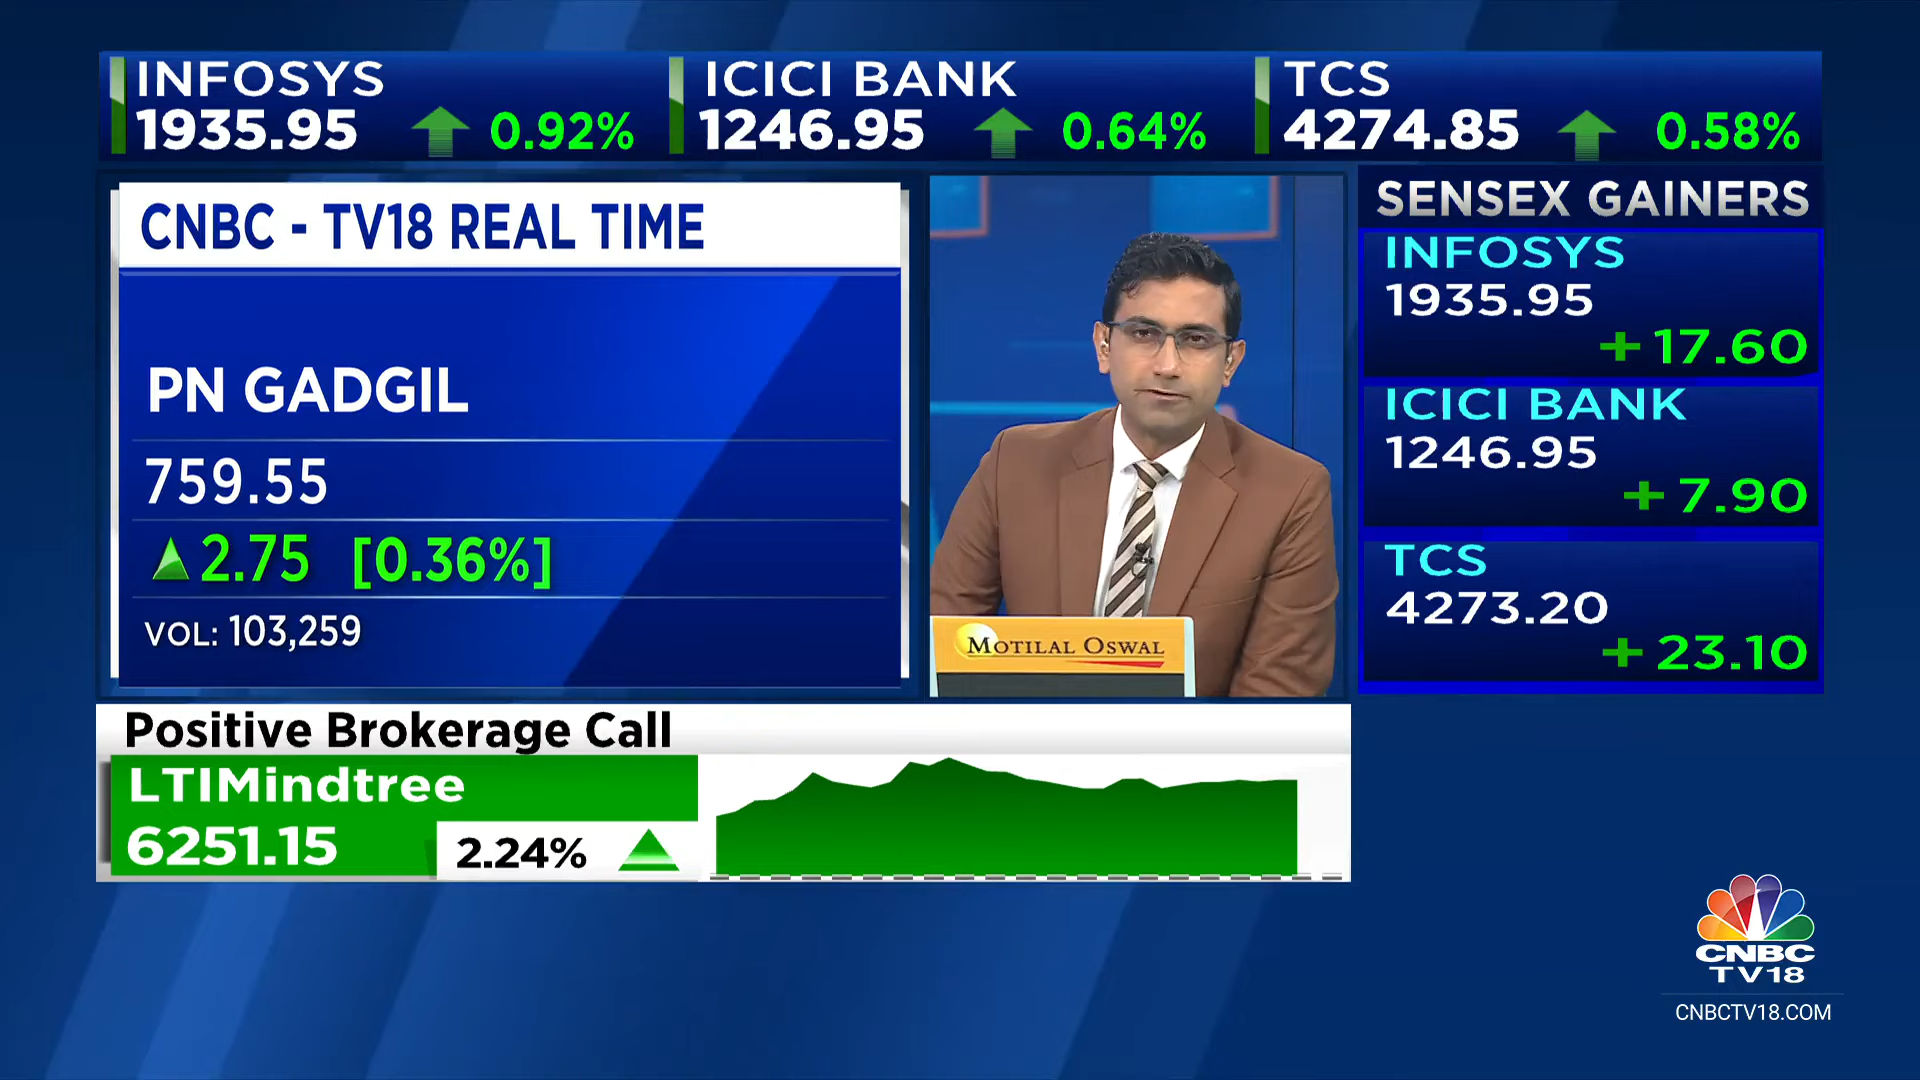 INFOSYS
1935.95 0.92%
ICICI BANK
1246.95 0.64%
TCS
4274.85 0.58%
CNBC - TV18 REAL TIME
PN GADGIL
759.55
2.75 [0.36%]
VOL: 103,259
MOTILAL OSWAL
SENSEX GAINERS
INFOSYS
1935.95
+ 17.60
ICICI BANK
1246.95
+ 7.90
TCS
4273.20
+ 23.10
Positive Brokerage Call
LTIMindtree
6251.15
2.24%
CNBC
TV18
CNBCTV18.COM